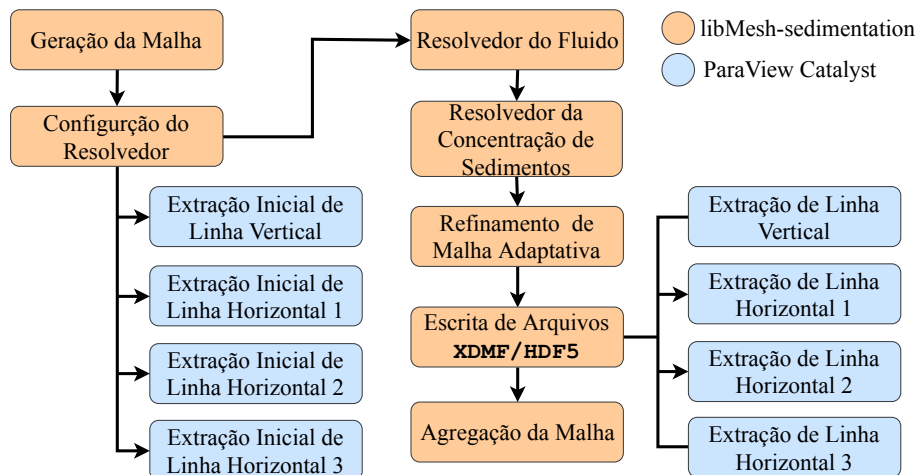 Geração da Malha
Configurção do
Resolvedor
Extração Inicial de
Linha Vertical
Extração Inicial de
Linha Horizontal 1
Extração Inicial de
Linha Horizontal 2
Extração Inicial de
Linha Horizontal 3
Resolvedor do Fluido
Resolvedor da
Concentração de
Sedimentos
Refinamento de
Malha Adaptativa
Escrita de Arquivos
XDMF/HDF5
Agregação da Malha
libMesh-sedimentation
ParaView Catalyst
Extração de Linha
Vertical
Extração de Linha
Horizontal 1
Extração de Linha
Horizontal 2
Extração de Linha
Horizontal 3